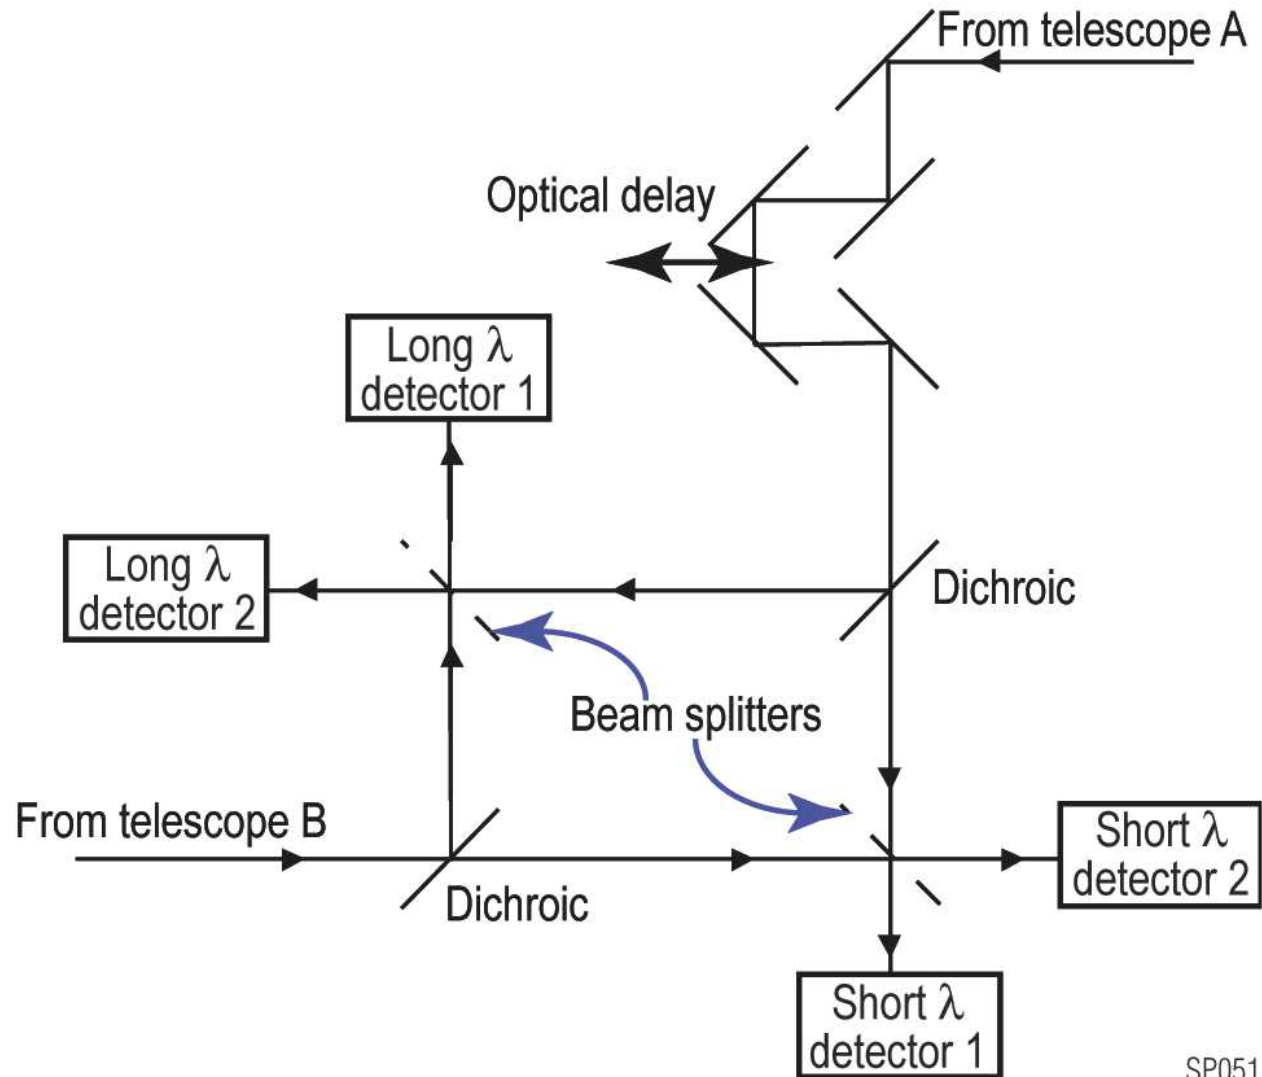 From telescope A
Optical delay
Long λ
detector 1
Long λ
detector 2
Dichroic
Beam splitters
From telescope B
Dichroic
Short λ
detector 2
Short λ
detector 1
SP051